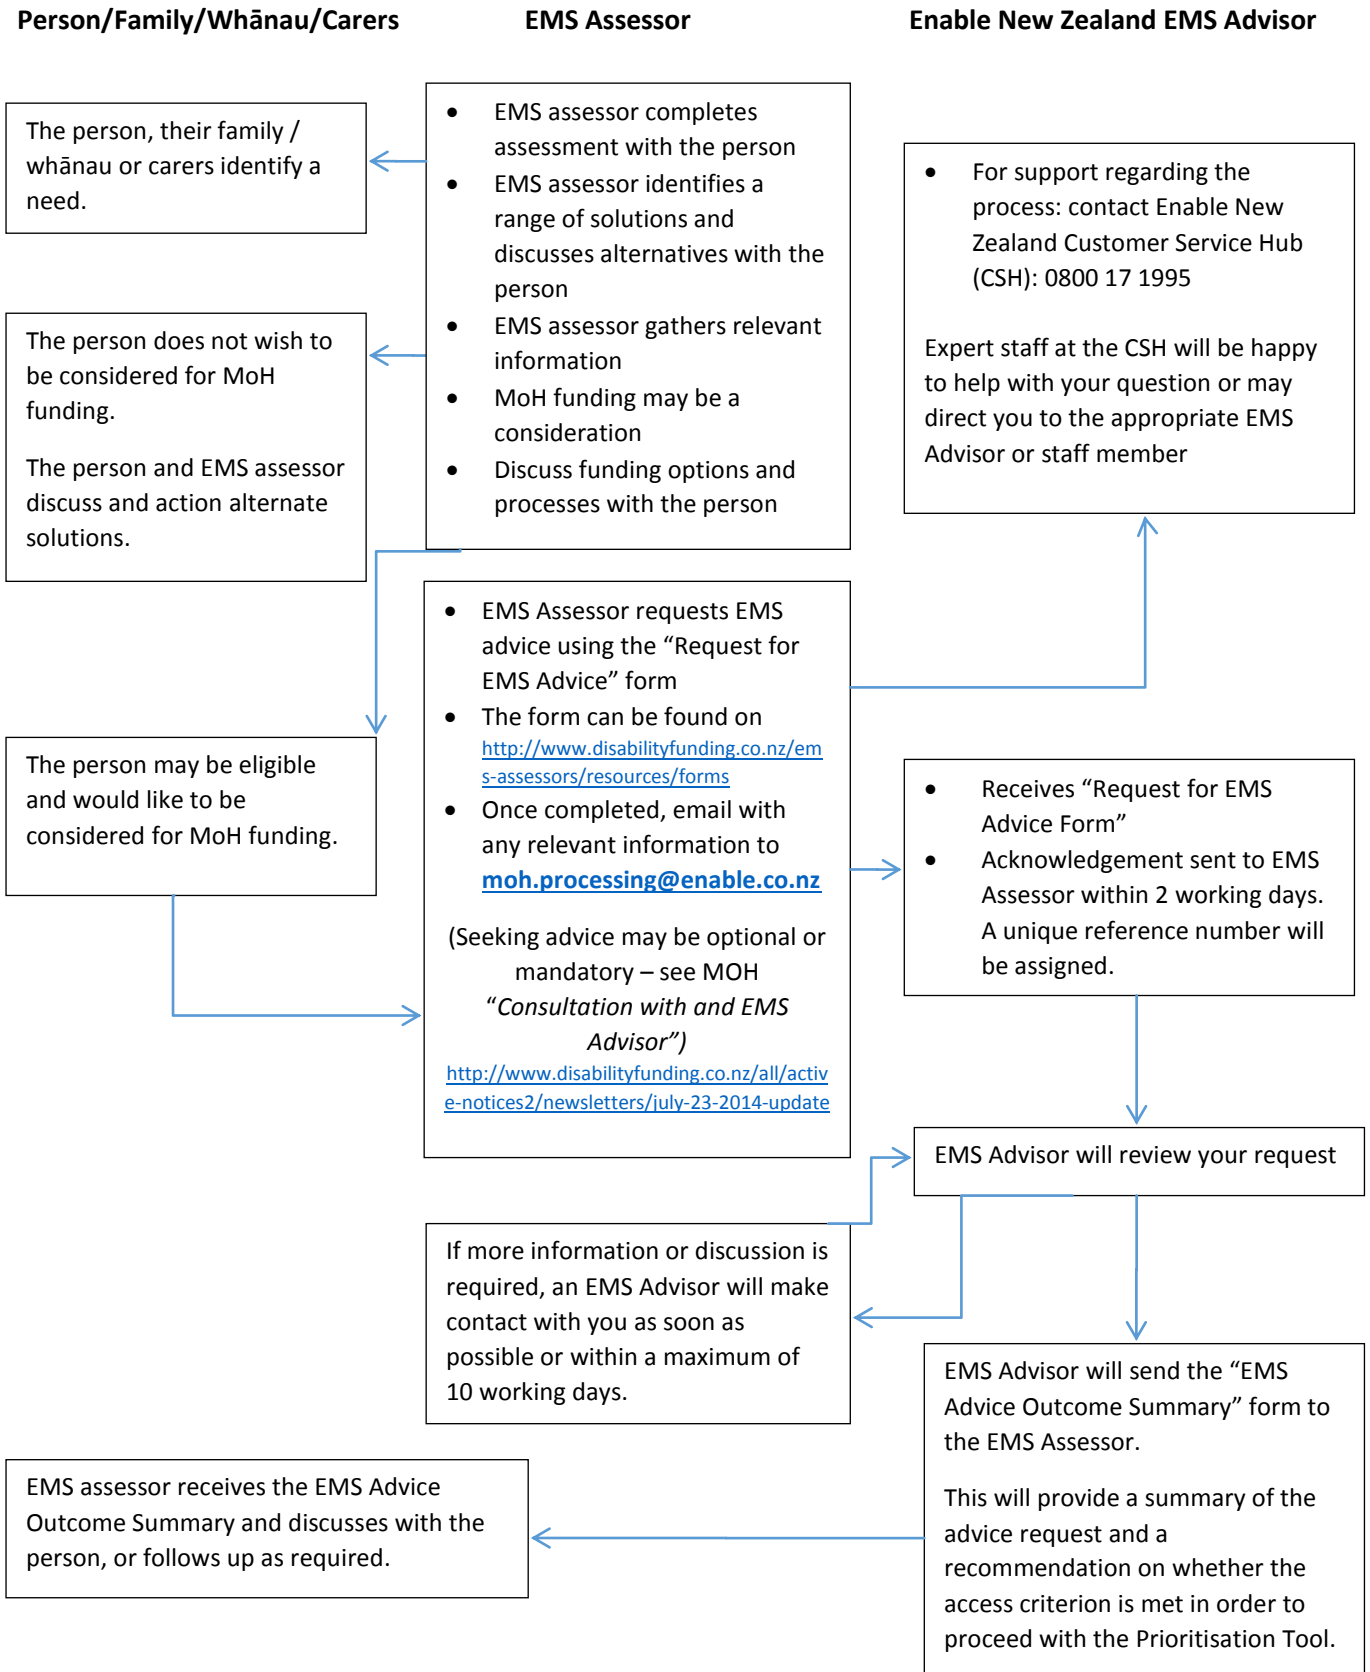 Person/Family/Whānau/Carers
EMS Assessor
Enable New Zealand EMS Advisor
The person, their family /
whānau or carers identify a
need.
• EMS assessor completes
assessment with the person
• EMS assessor identifies a
range of solutions and
discusses alternatives with the
person
• EMS assessor gathers relevant
information
• MoH funding may be a
consideration
• Discuss funding options and
processes with the person
• For support regarding the
process: contact Enable New
Zealand Customer Service Hub
(CSH): 0800 17 1995
Expert staff at the CSH will be happy
to help with your question or may
direct you to the appropriate EMS
Advisor or staff member
The person does not wish to
be considered for MoH
funding.
The person and EMS assessor
discuss and action alternate
solutions.
The person may be eligible
and would like to be
considered for MoH funding.
• EMS Assessor requests EMS
advice using the “Request for
EMS Advice” form
• The form can be found on
http://www.disabilityfunding.co.nz/em
s-assessors/resources/forms
• Once completed, email with
any relevant information to
moh.processing@enable.co.nz
(Seeking advice may be optional or
mandatory – see MOH
“Consultation with and EMS
Advisor”)
http://www.disabilityfunding.co.nz/all/activ
e-notices2/newsletters/july-23-2014-update
• Receives “Request for EMS
Advice Form”
• Acknowledgement sent to EMS
Assessor within 2 working days.
A unique reference number will
be assigned.
EMS Advisor will review your request
If more information or discussion is
required, an EMS Advisor will make
contact with you as soon as
possible or within a maximum of
10 working days.
EMS Advisor will send the “EMS
Advice Outcome Summary” form to
the EMS Assessor.
This will provide a summary of the
advice request and a
recommendation on whether the
access criterion is met in order to
proceed with the Prioritisation Tool.
EMS assessor receives the EMS Advice
Outcome Summary and discusses with the
person, or follows up as required.